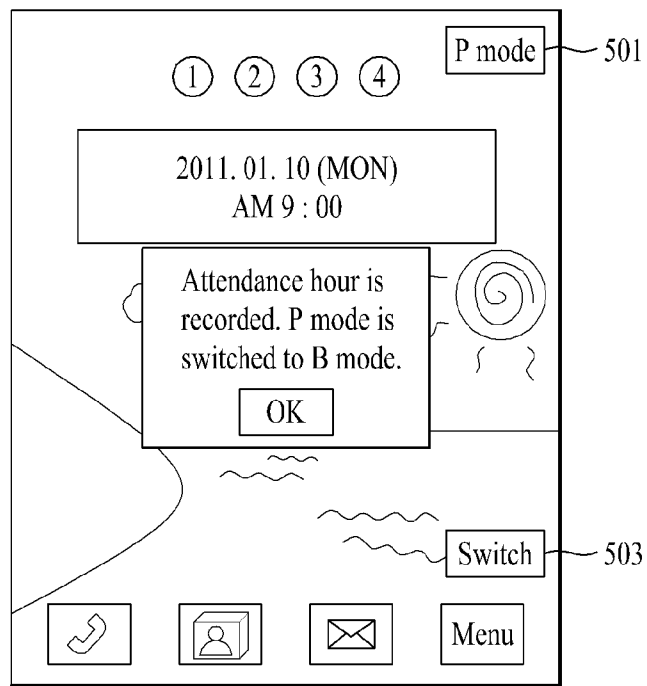 P mode
501
1 2 3 4
2011. 01. 10 (MON)
AM 9 : 00
Attendance hour is
recorded. P mode is
switched to B mode.
OK
Switch
503
Menu